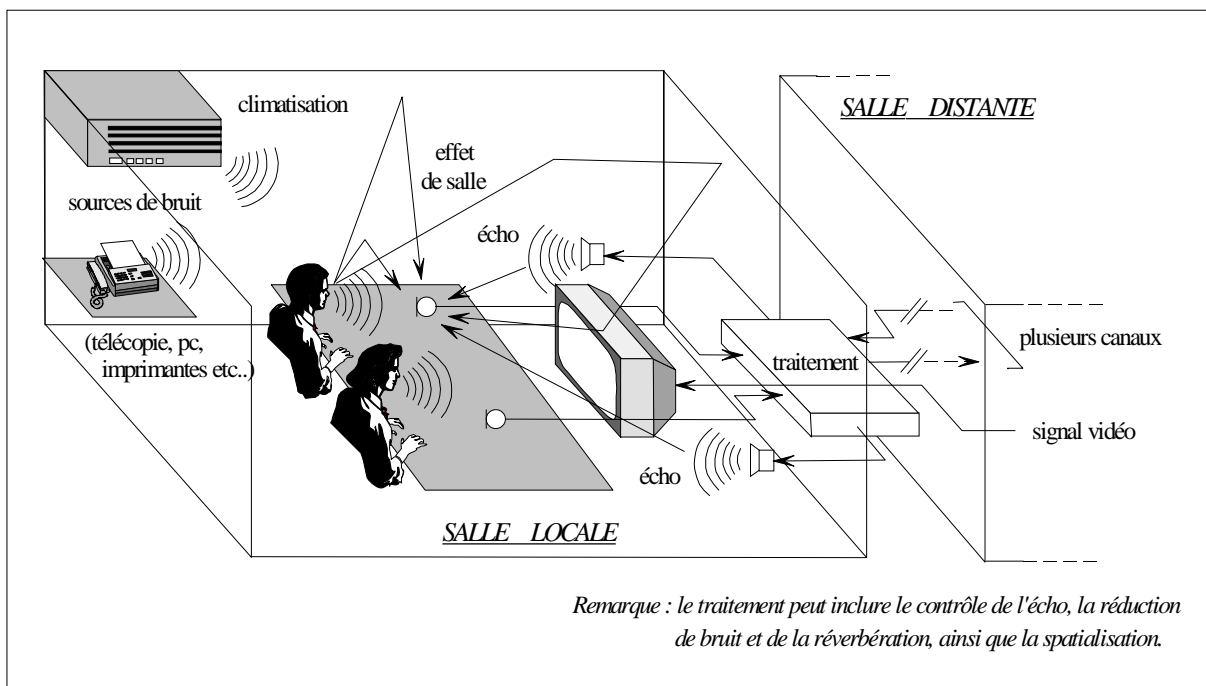 climatisation
SALLE DISTANTE
effet
de salle
sources de bruit
écho
(télécopie, pc,
imprimantes etc..)
plusieurs canaux
traitement
signal vidéo
écho
SALLE LOCALE
Remarque : le traitement peut inclure le contrôle de l'écho, la réduction
de bruit et de la réverbération, ainsi que la spatialisation.